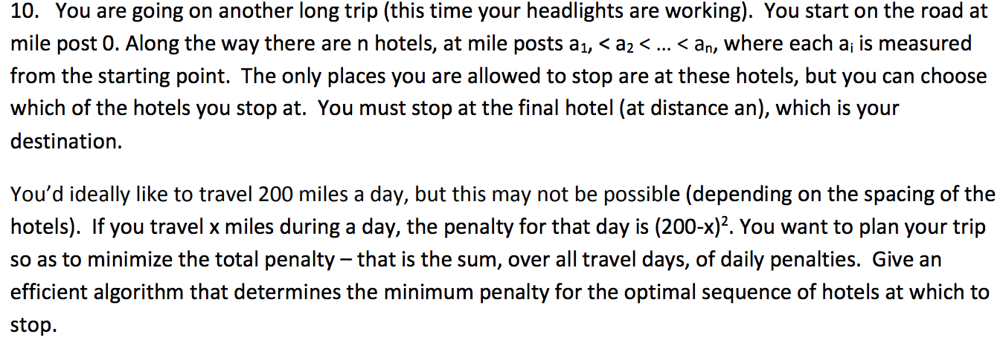 10.  You are going on another long trip (this time your headlights are working).  You start on the road at
mile post 0. Along the way there are n hotels, at mile posts a₁, < a₂ < ... < aₙ, where each aᵢ is measured
from the starting point.  The only places you are allowed to stop are at these hotels, but you can choose
which of the hotels you stop at.  You must stop at the final hotel (at distance an), which is your
destination.
You’d ideally like to travel 200 miles a day, but this may not be possible (depending on the spacing of the
hotels).  If you travel x miles during a day, the penalty for that day is (200-x)². You want to plan your trip
so as to minimize the total penalty – that is the sum, over all travel days, of daily penalties.  Give an
efficient algorithm that determines the minimum penalty for the optimal sequence of hotels at which to
stop.